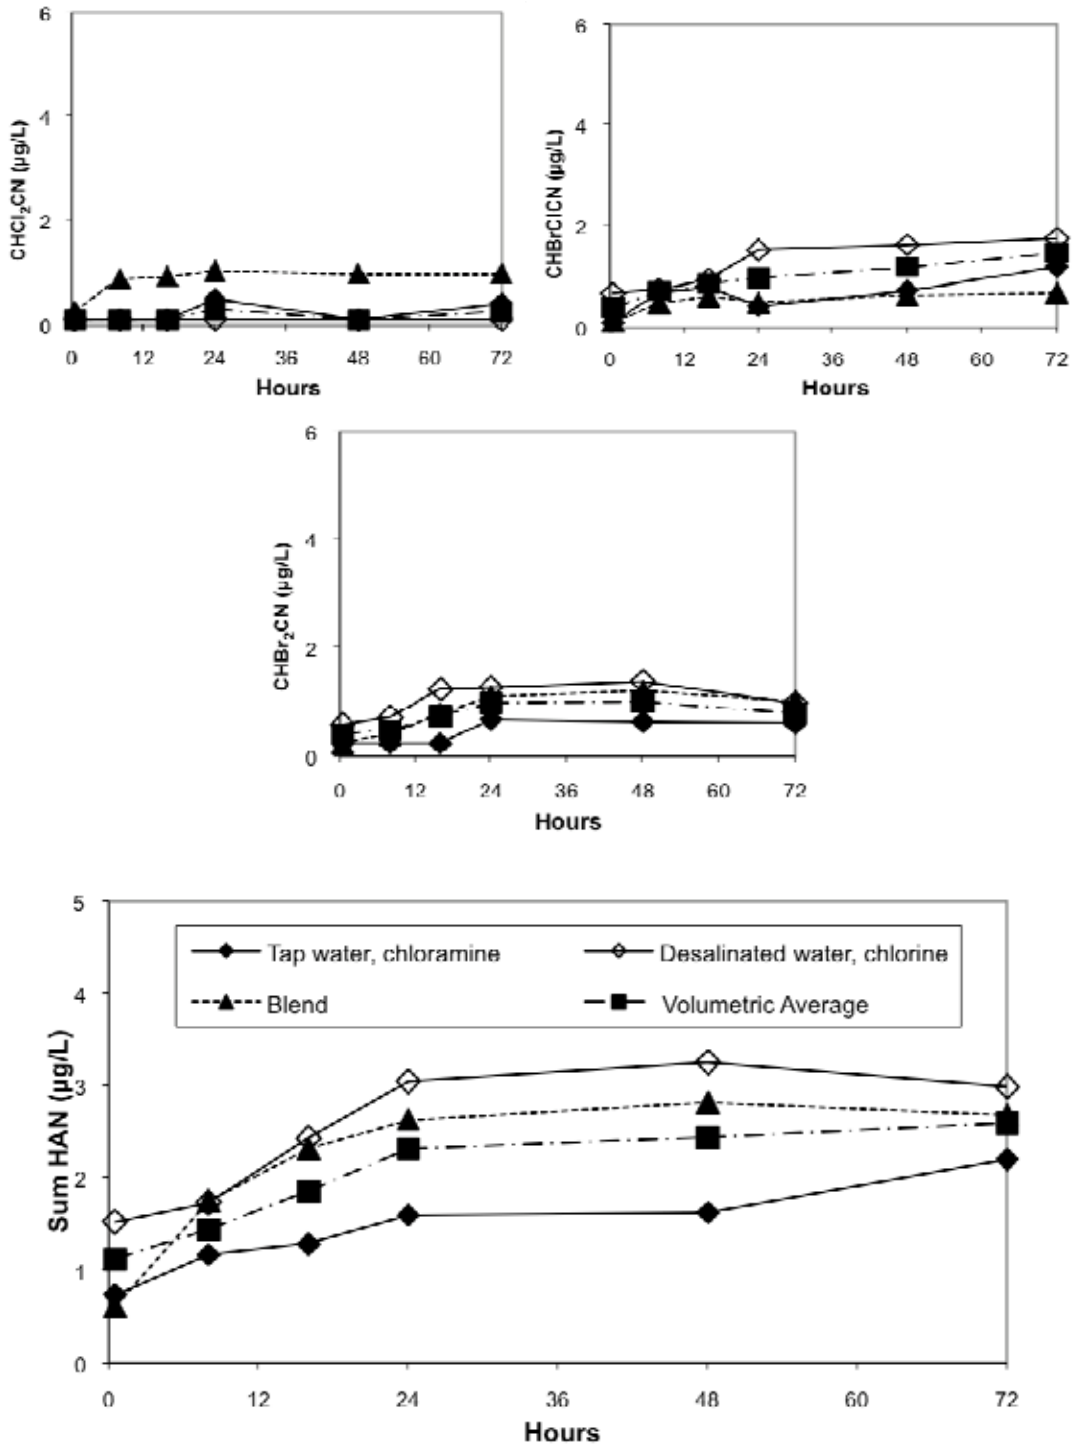 6
4
2
0
CHCl₂CN (µg/L)
0 12 24 36 48 60 72
Hours
6
4
2
0
CHBrClCN (µg/L)
0 12 24 36 48 60 72
Hours
6
4
2
0
CHBr₂CN (µg/L)
0 12 24 36 48 60 72
Hours
5
4
3
2
1
0
Sum HAN (µg/L)
Tap water, chloramine Desalinated water, chlorine
Blend Volumetric Average
0 12 24 36 48 60 72
Hours